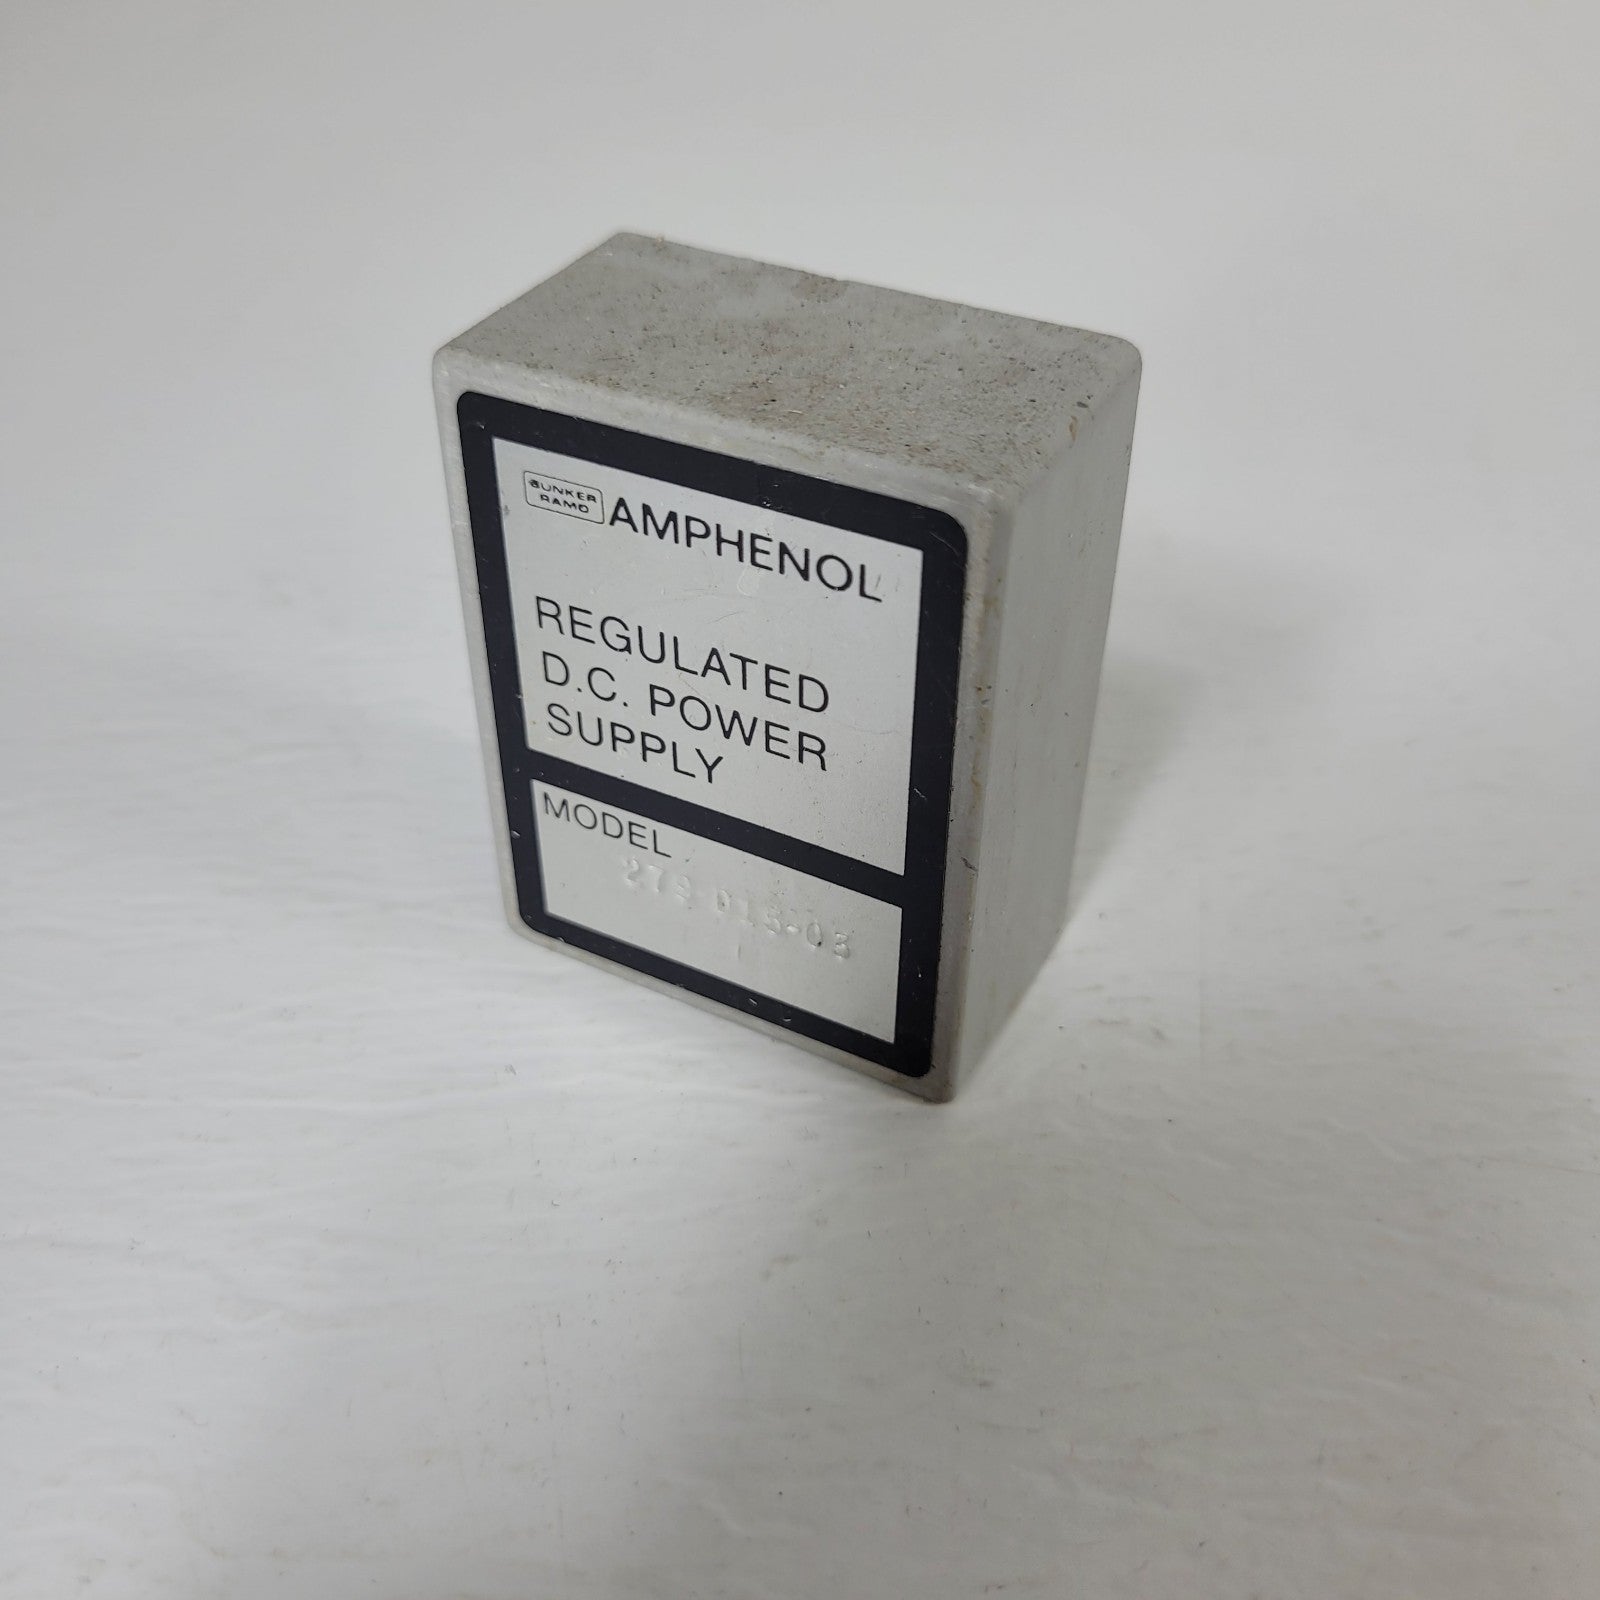 BUNKER
RAMO
AMPHENOL
REGULATED
D.C. POWER
SUPPLY
MODEL